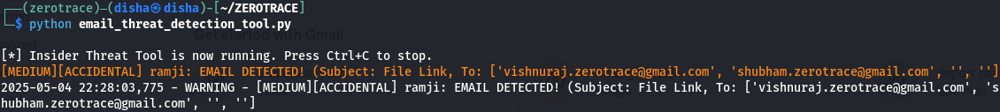 ┌──(zerotrace)–(disha㉿disha)-[~/ZEROTRACE]
└─$ python email_threat_detection_tool.py
Get started with Gmail
[*] Insider Threat Tool is now running. Press Ctrl+C to stop.
[MEDIUM][ACCIDENTAL] ramji: EMAIL DETECTED! (Subject: File Link, To: ['vishnuraj.zerotrace@gmail.com', 'shubham.zerotrace@gmail.com', '', '']
2025-05-04 22:28:03,775 - WARNING - [MEDIUM][ACCIDENTAL] ramji: EMAIL DETECTED! (Subject: File Link, To: ['vishnuraj.zerotrace@gmail.com', 's
hubham.zerotrace@gmail.com', '', '']